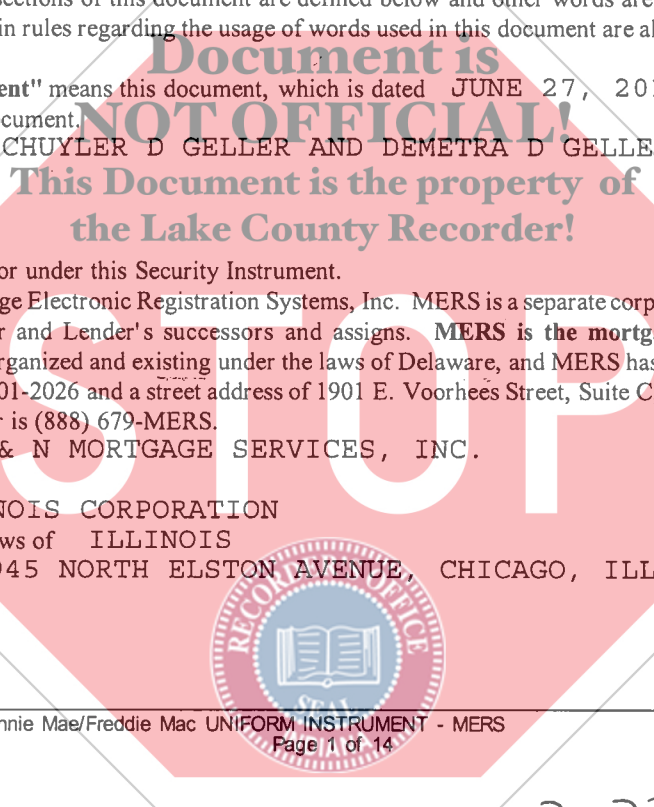 sections of this document are defined below and other words are
in rules regarding the usage of words used in this document are al
Document is
ent" means this document, which is dated JUNE 27, 201
NOT OFFICIAL!
cument.
CHUYLER D GELLER AND DEMETRA D GELLE
This Document is the property of
the Lake County Recorder!
or under this Security Instrument.
ge Electronic Registration Systems, Inc. MERS is a separate corp
r and Lender's successors and assigns. MERS is the mortg
rganized and existing under the laws of Delaware, and MERS has
01-2026 and a street address of 1901 E. Voorhees Street, Suite C
r is (888) 679-MERS.
& N MORTGAGE SERVICES, INC.
STOP
NOIS CORPORATION
ws of ILLINOIS
945 NORTH ELSTON AVENUE, CHICAGO, ILL
RECORDER'S OFFICE
SEAL
INDIANA
nnie Mae/Freddie Mac UNIFORM INSTRUMENT - MERS
Page 1 of 14